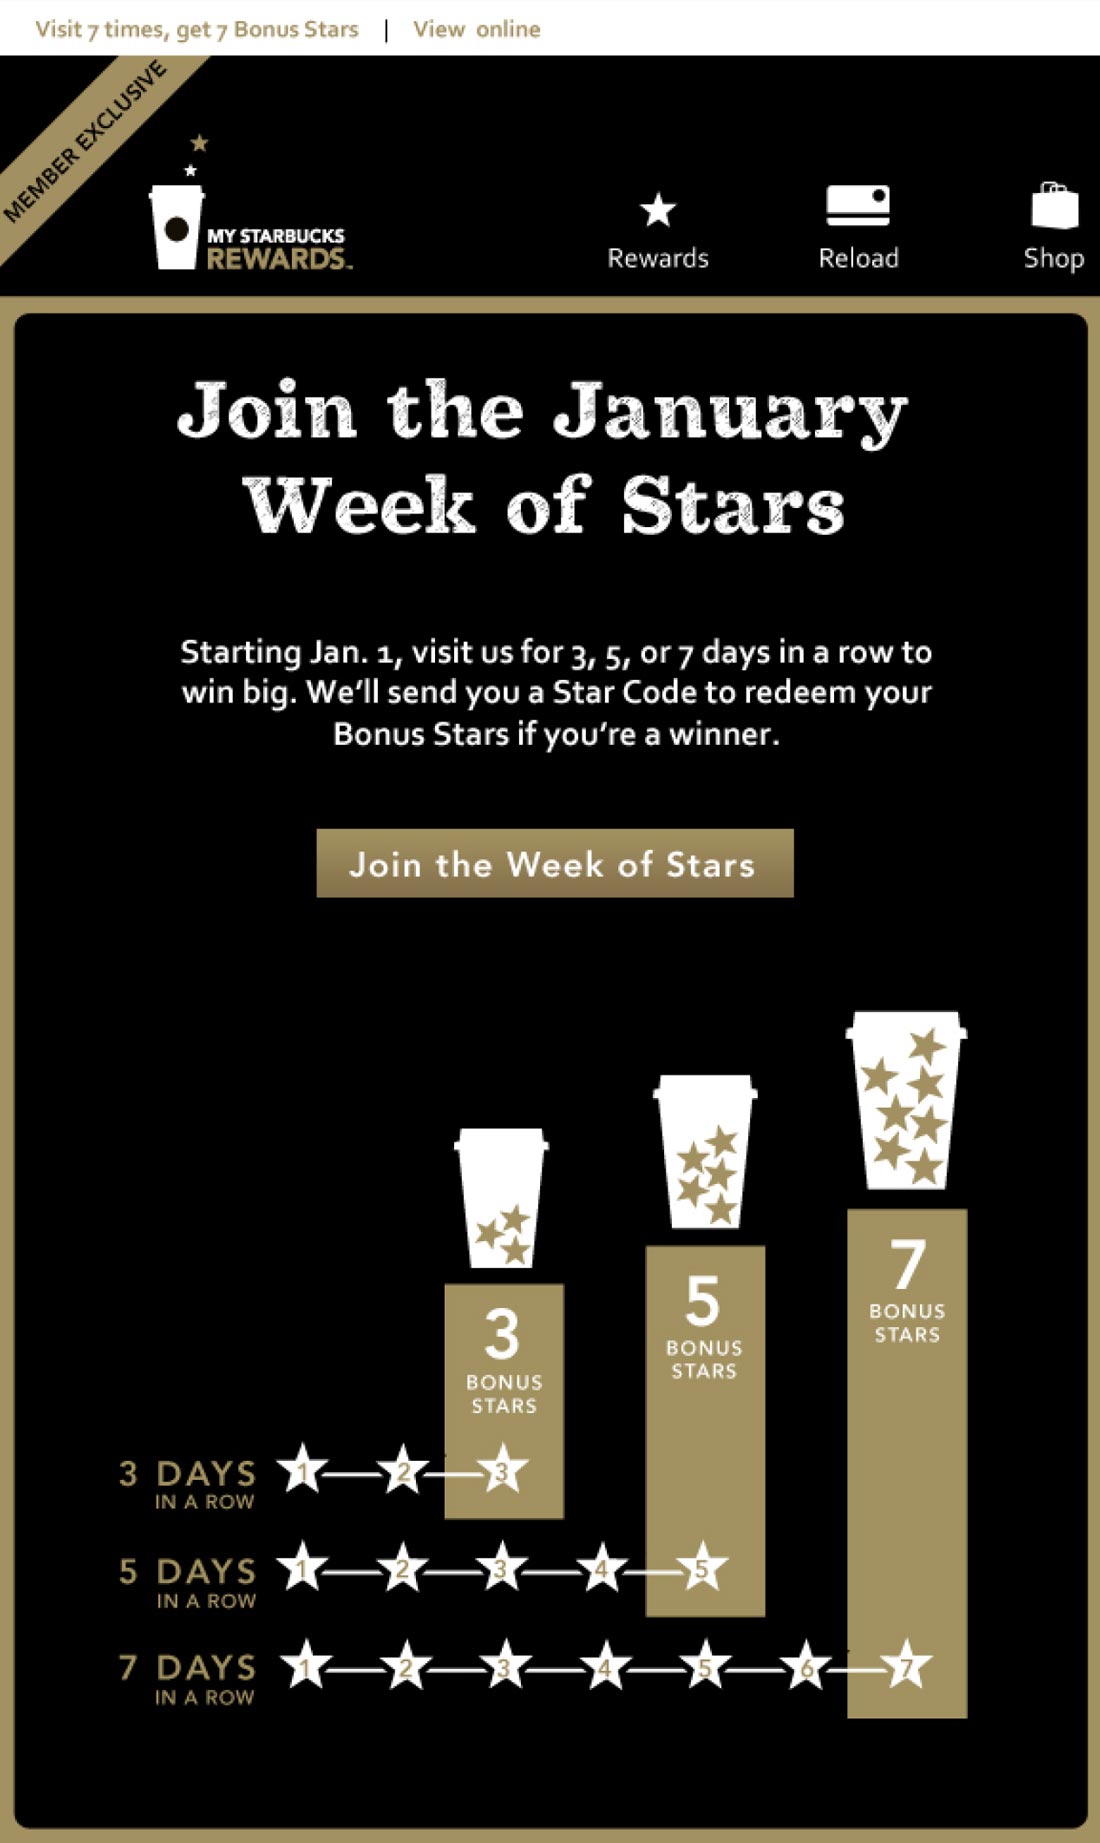 Visit 7 times, get 7 Bonus Stars | View online
MEMBER EXCLUSIVE
MY STARBUCKS
REWARDS™
Rewards
Reload
Shop
Join the January
Week of Stars
Starting Jan. 1, visit us for 3, 5, or 7 days in a row to
win big. We'll send you a Star Code to redeem your
Bonus Stars if you're a winner.
Join the Week of Stars
3
BONUS
STARS
5
BONUS
STARS
7
BONUS
STARS
3 DAYS
IN A ROW
1 2 3
5 DAYS
IN A ROW
1 2 3 4 5
7 DAYS
IN A ROW
1 2 3 4 5 6 7